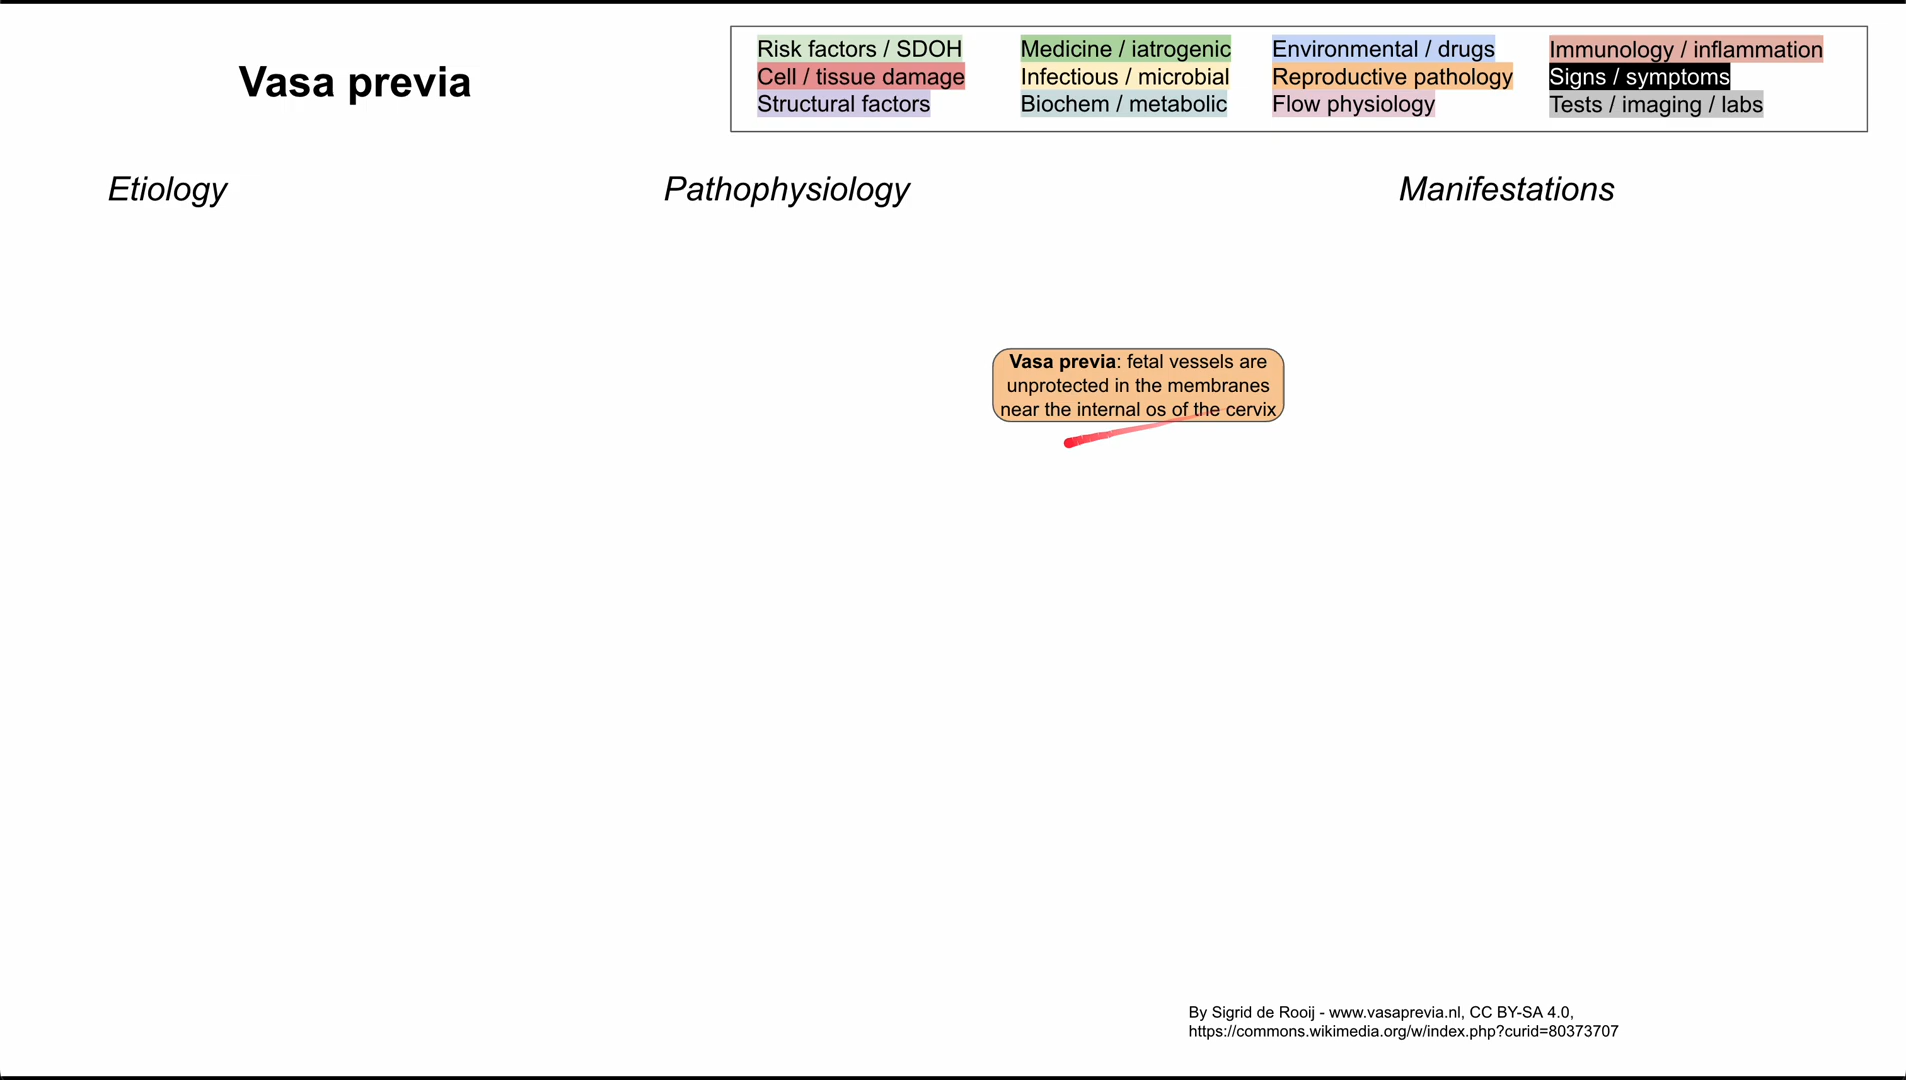 Vasa previa
Risk factors / SDOH
Cell / tissue damage
Structural factors
Medicine / iatrogenic
Infectious / microbial
Biochem / metabolic
Environmental / drugs
Reproductive pathology
Flow physiology
Immunology / inflammation
Signs / symptoms
Tests / imaging / labs
Etiology
Pathophysiology
Manifestations
Vasa previa: fetal vessels are
unprotected in the membranes
near the internal os of the cervix
By Sigrid de Rooij - www.vasaprevia.nl, CC BY-SA 4.0,
https://commons.wikimedia.org/w/index.php?curid=80373707